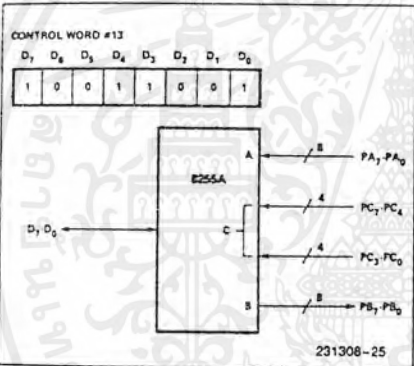 CONTROL WORD #13
D7 D6 D5 D4 D3 D2 D1 D0
1 0 0 1 1 0 0 1
A 8 PA7-PA0
8255A
4 PC7-PC4
D7-D0 C
4 PC3-PC0
B 8 PB7-PB0
231308-25